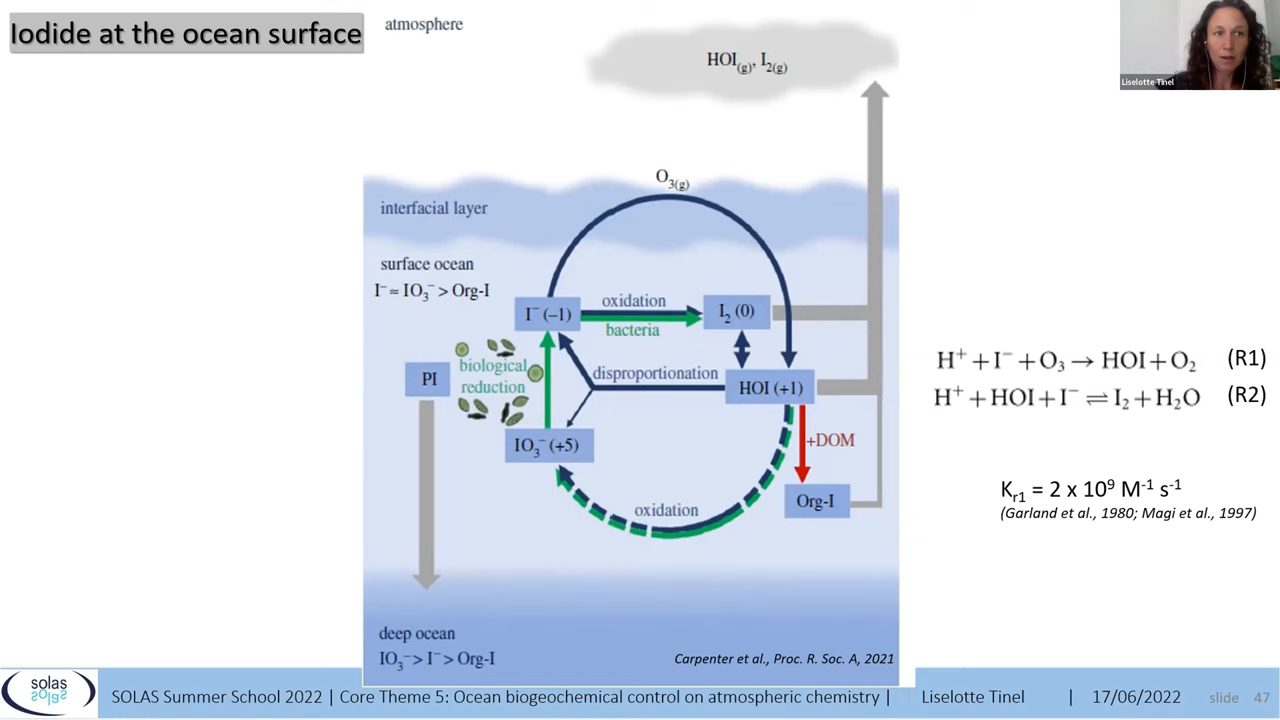 Iodide at the ocean surface
atmosphere
HOI(g), I2(g)
Liselotte Tinel
O3(g)
interfacial layer
surface ocean
I⁻ ≈ IO3⁻ > Org-I
I⁻ (–1)
oxidation
bacteria
I2 (0)
biological
reduction
PI
disproportionation
HOI (+1)
IO3⁻ (+5)
+DOM
Org-I
oxidation
deep ocean
IO3⁻ > I⁻ > Org-I
Carpenter et al., Proc. R. Soc. A, 2021
H⁺ + I⁻ + O3 → HOI + O2 (R1)
H⁺ + HOI + I⁻ ⇌ I2 + H2O (R2)
Kr1 = 2 x 10⁹ M⁻¹ s⁻¹
(Garland et al., 1980; Magi et al., 1997)
solas
solas
SOLAS Summer School 2022 | Core Theme 5: Ocean biogeochemical control on atmospheric chemistry | Liselotte Tinel | 17/06/2022 slide 47